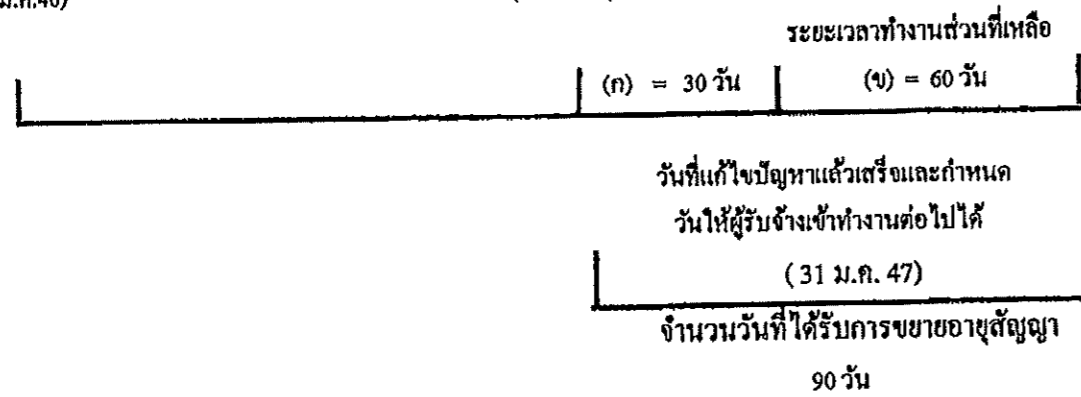 ระยะเวลาทำงานส่วนที่เหลือ
(ก) = 30 วัน
(ข) = 60 วัน
วันที่แก้ไขปัญหาแล้วเสร็จและกำหนด
วันให้ผู้รับจ้างเข้าทำงานต่อไปได้
( 31 ม.ค. 47)
จำนวนวันที่ได้รับการขยายอายุสัญญา
90 วัน